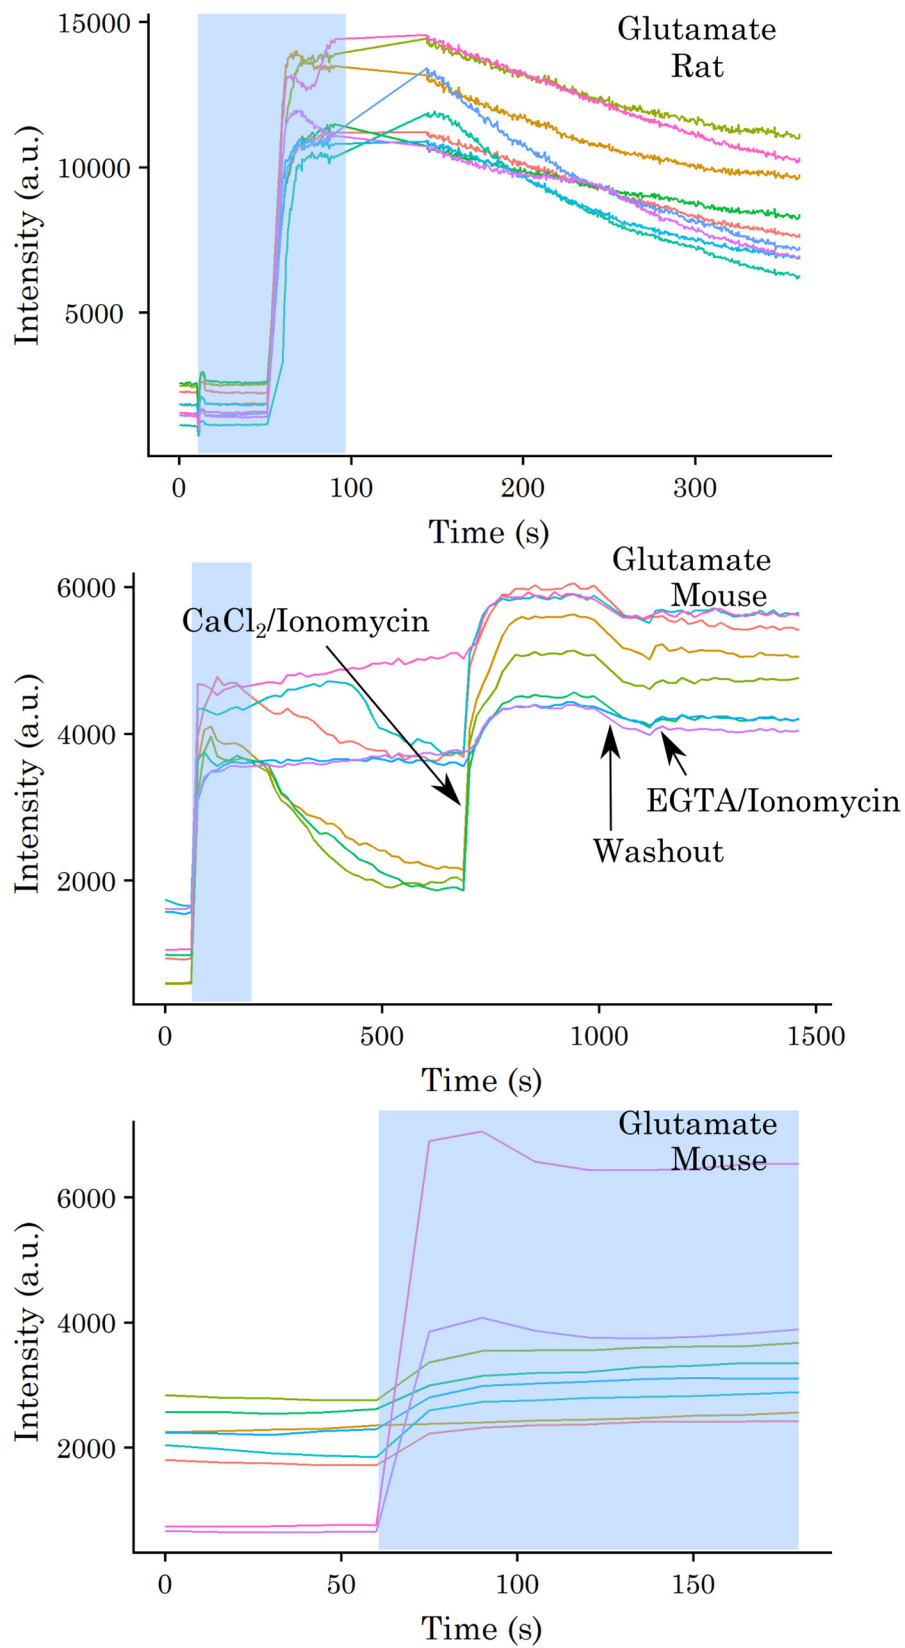 15000
Glutamate
Rat
10000
5000
Intensity (a.u.)
0 100 200 300
Time (s)
Glutamate
Mouse
6000
CaCl₂/Ionomycin
4000
EGTA/Ionomycin
Washout
2000
Intensity (a.u.)
0 500 1000 1500
Time (s)
Glutamate
Mouse
6000
4000
2000
Intensity (a.u.)
0 50 100 150
Time (s)